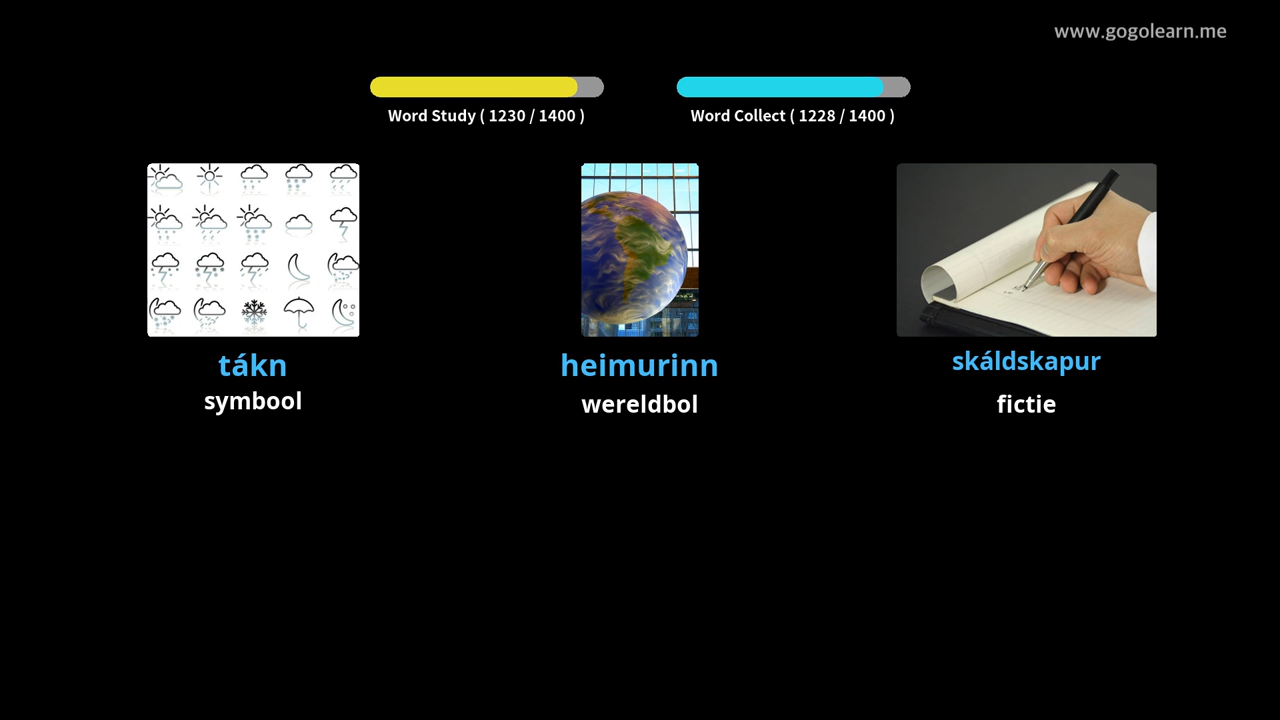 www.gogolearn.me
Word Study ( 1230 / 1400 )
Word Collect ( 1228 / 1400 )
tákn
symbool
heimurinn
wereldbol
skáldskapur
fictie